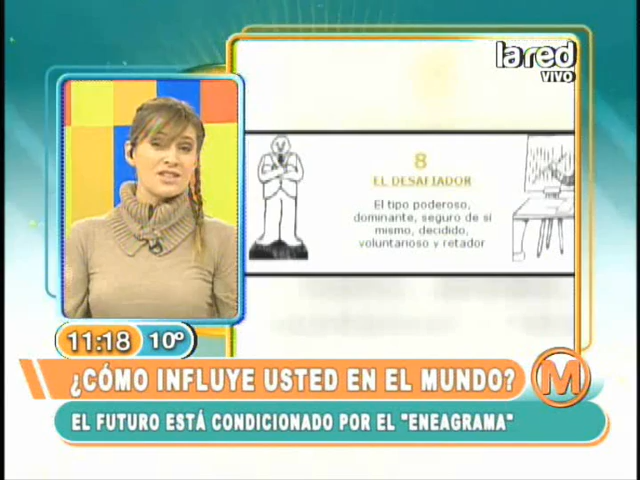 lared
VIVO
8
EL DESAFIADOR
El tipo poderoso,
dominante, seguro de sí
mismo, decidido,
voluntarioso y retador
11:18 10º
¿CÓMO INFLUYE USTED EN EL MUNDO?
M
EL FUTURO ESTÁ CONDICIONADO POR EL "ENEAGRAMA"